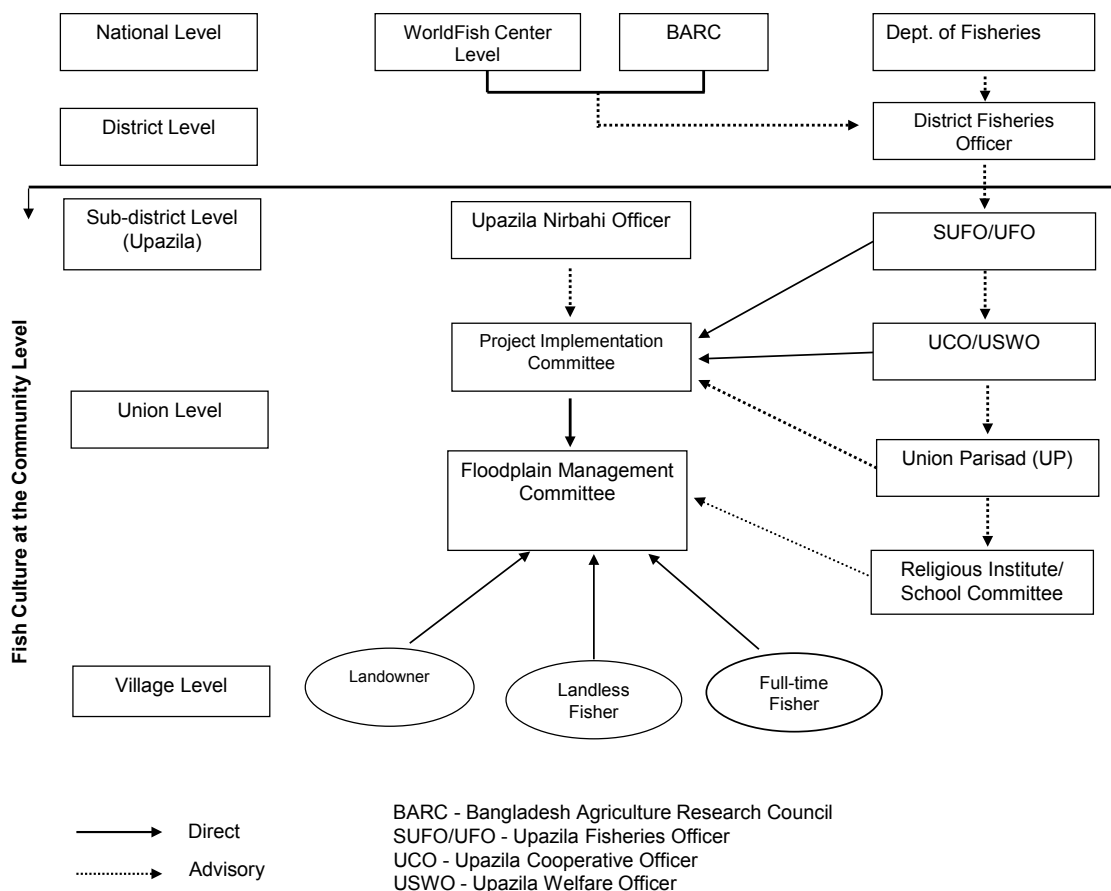 National Level
WorldFish Center
Level
BARC
Dept. of Fisheries
District Level
District Fisheries
Officer
Sub-district Level
(Upazila)
Upazila Nirbahi Officer
SUFO/UFO
Project Implementation
Committee
UCO/USWO
Fish Culture at the Community Level
Union Level
Floodplain Management
Committee
Union Parisad (UP)
Religious Institute/
School Committee
Village Level
Landowner
Landless
Fisher
Full-time
Fisher
Direct
Advisory
BARC - Bangladesh Agriculture Research Council
SUFO/UFO - Upazila Fisheries Officer
UCO - Upazila Cooperative Officer
USWO - Upazila Welfare Officer